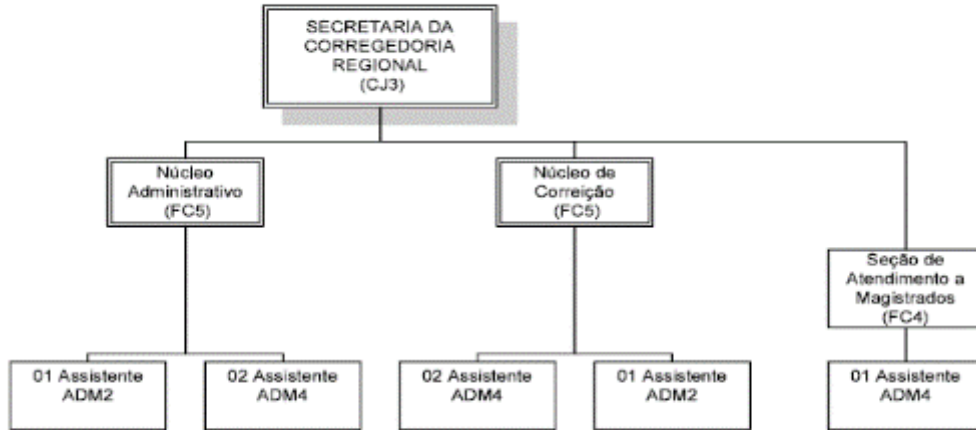 SECRETARIA DA
CORREGEDORIA
REGIONAL
(CJ3)
Núcleo
Administrativo
(FC5)
Núcleo de
Correição
(FC5)
Seção de
Atendimento a
Magistrados
(FC4)
01 Assistente
ADM2
02 Assistente
ADM4
02 Assistente
ADM4
01 Assistente
ADM2
01 Assistente
ADM4